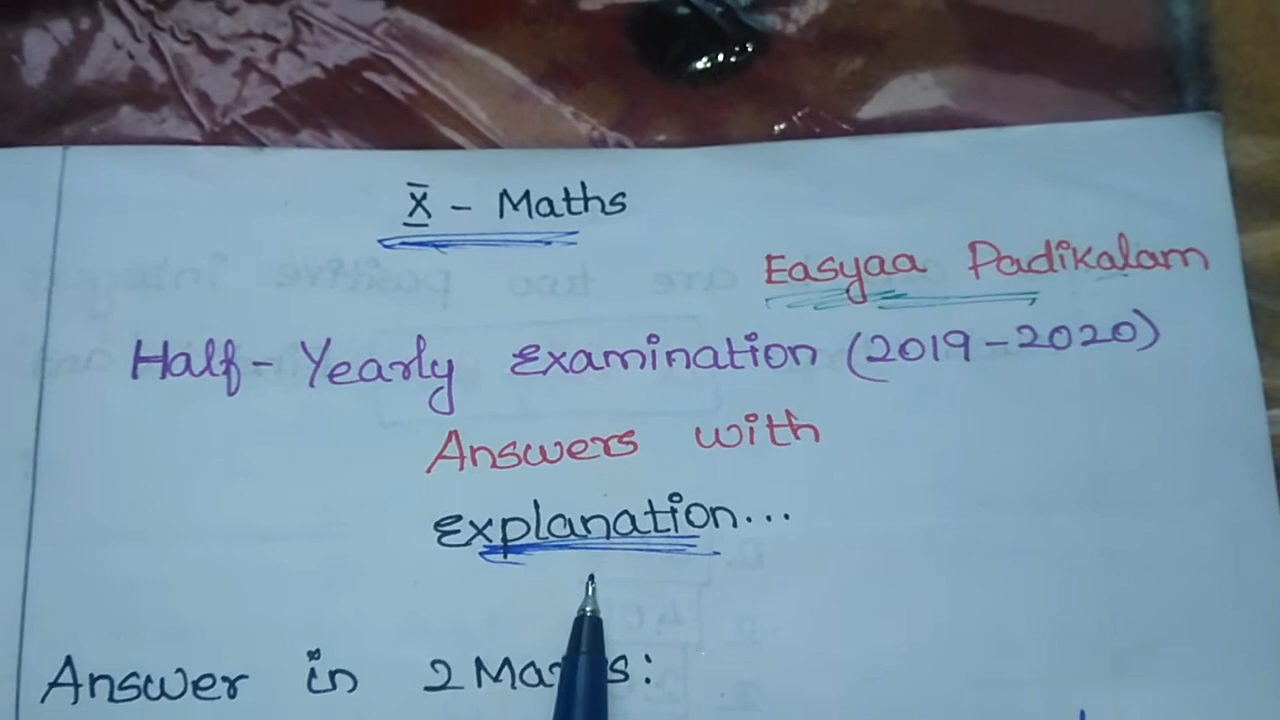 X - Maths
Easyaa Padikalam
Half-Yearly Examination (2019-2020)
Answers with
Explanation...
Answer in 2 Marks: